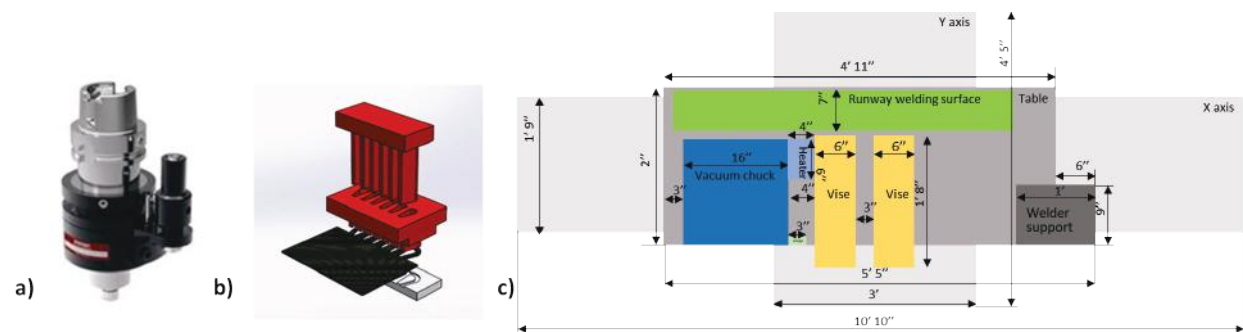 a)
b)
c)
Y axis
4' 5"
4' 11"
7"
Runway welding surface
Table
X axis
1' 9"
2"
4"
16"
Vacuum chuck
Heater
6"
6"
Vise
6"
Vise
3"
4"
3"
3"
1' 8"
6"
1'
Welder
support
9"
5' 5"
3'
10' 10"